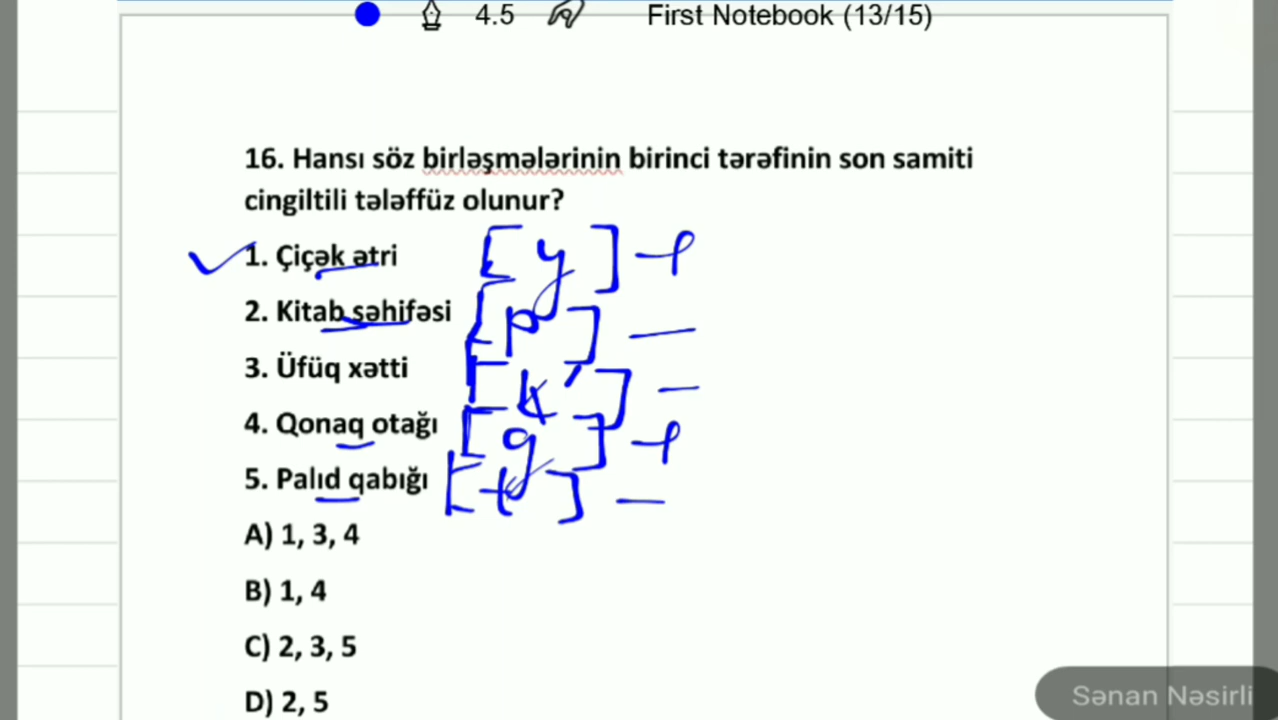 4.5 First Notebook (13/15)
16. Hansı söz birləşmələrinin birinci tərəfinin son samiti
cingiltili tələffüz olunur?
1. Çiçək ətri [y] +
2. Kitab səhifəsi [p] –
3. Üfüq xətti [k'] –
4. Qonaq otağı [g] +
5. Palıd qabığı [t] –
A) 1, 3, 4
B) 1, 4
C) 2, 3, 5
D) 2, 5
Sənan Nəsirli